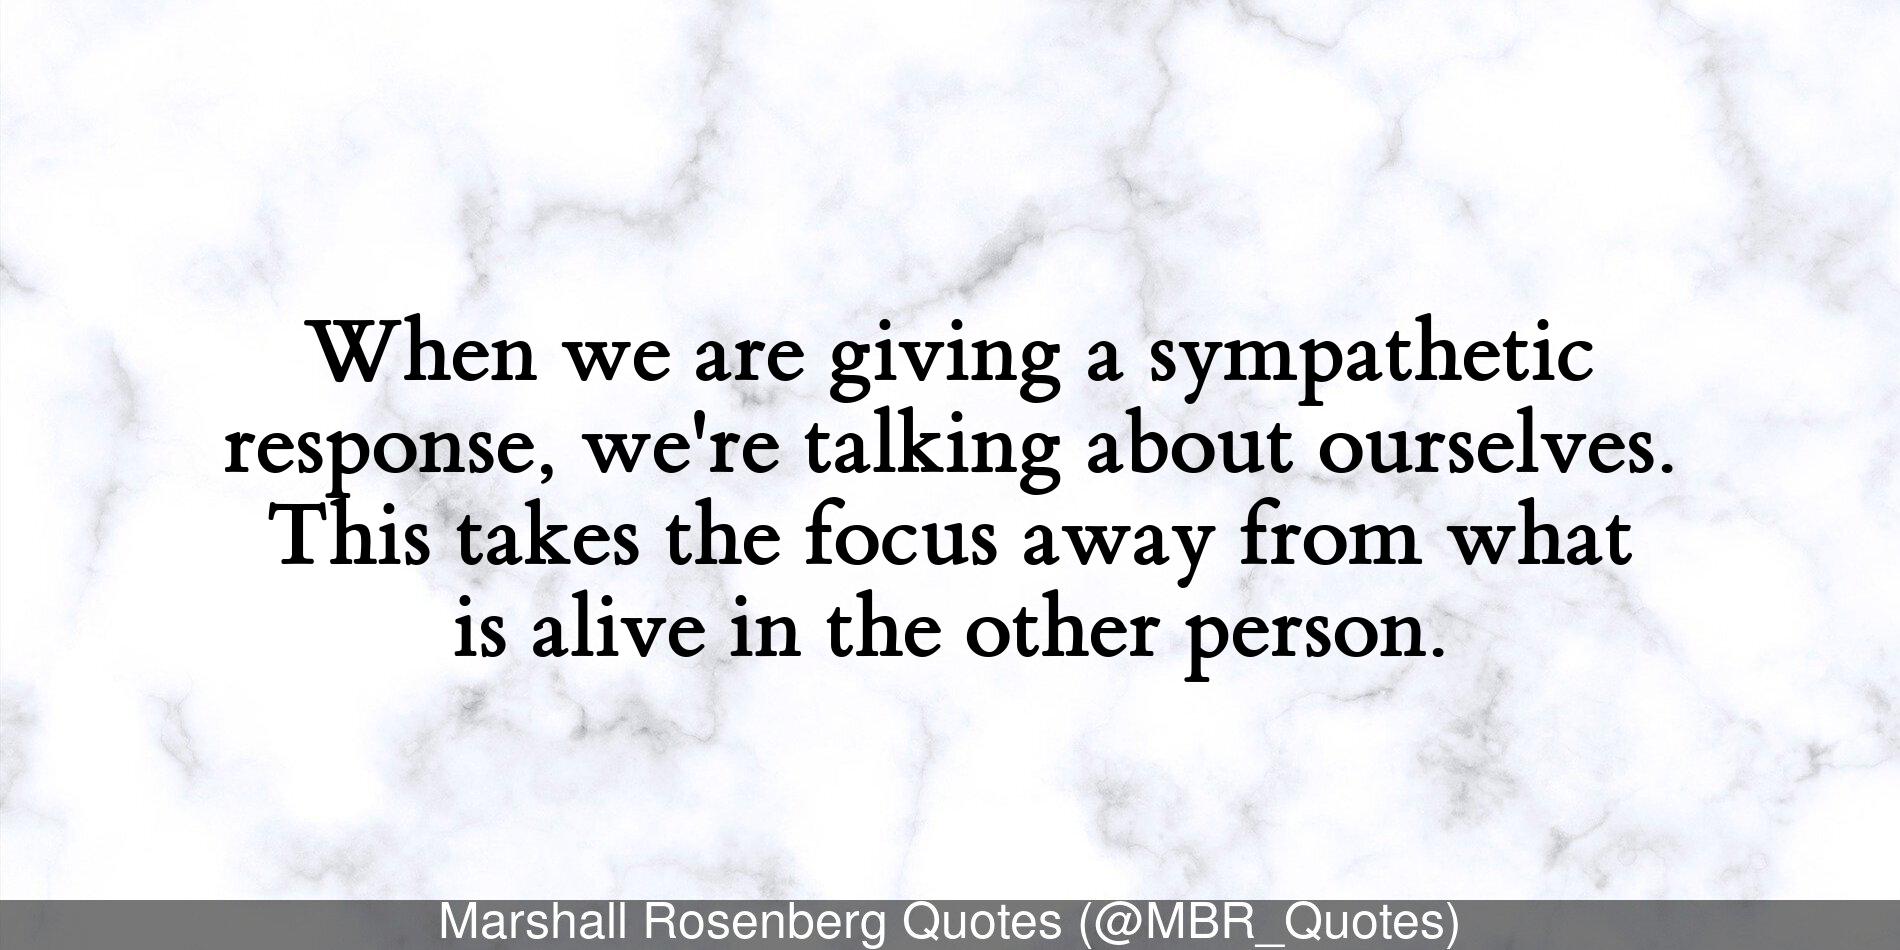 When we are giving a sympathetic
response, we're talking about ourselves.
This takes the focus away from what
is alive in the other person.
Marshall Rosenberg Quotes (@MBR_Quotes)